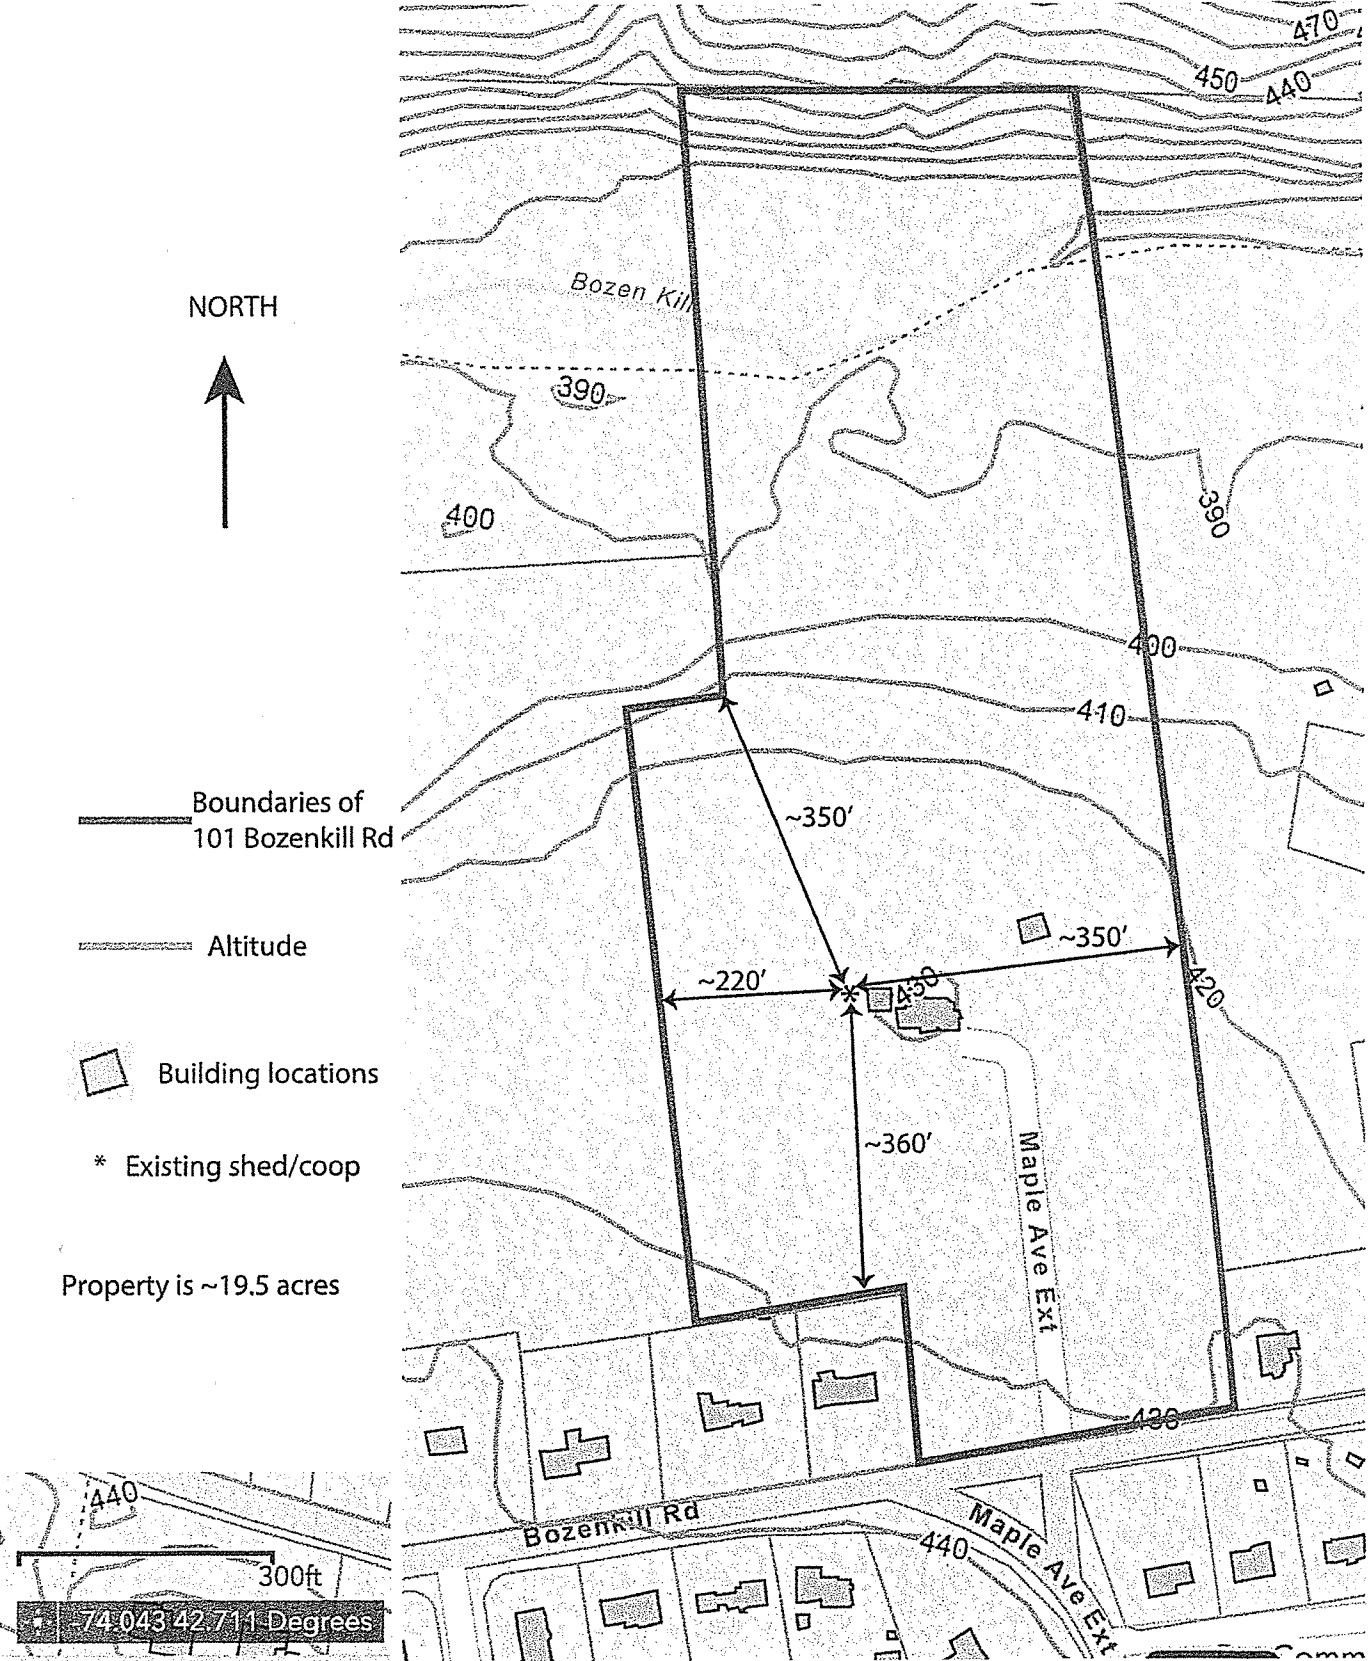 470
450
440
NORTH
Bozen Kill
390
400
390
400
410
Boundaries of
101 Bozenkill Rd
~350'
Altitude
~350'
~220'
*
430
420
Building locations
~360'
Maple Ave Ext
* Existing shed/coop
Property is ~19.5 acres
430
440
Bozenkill Rd
Maple Ave Ext
440
300ft
-74.043 42.711 Degrees